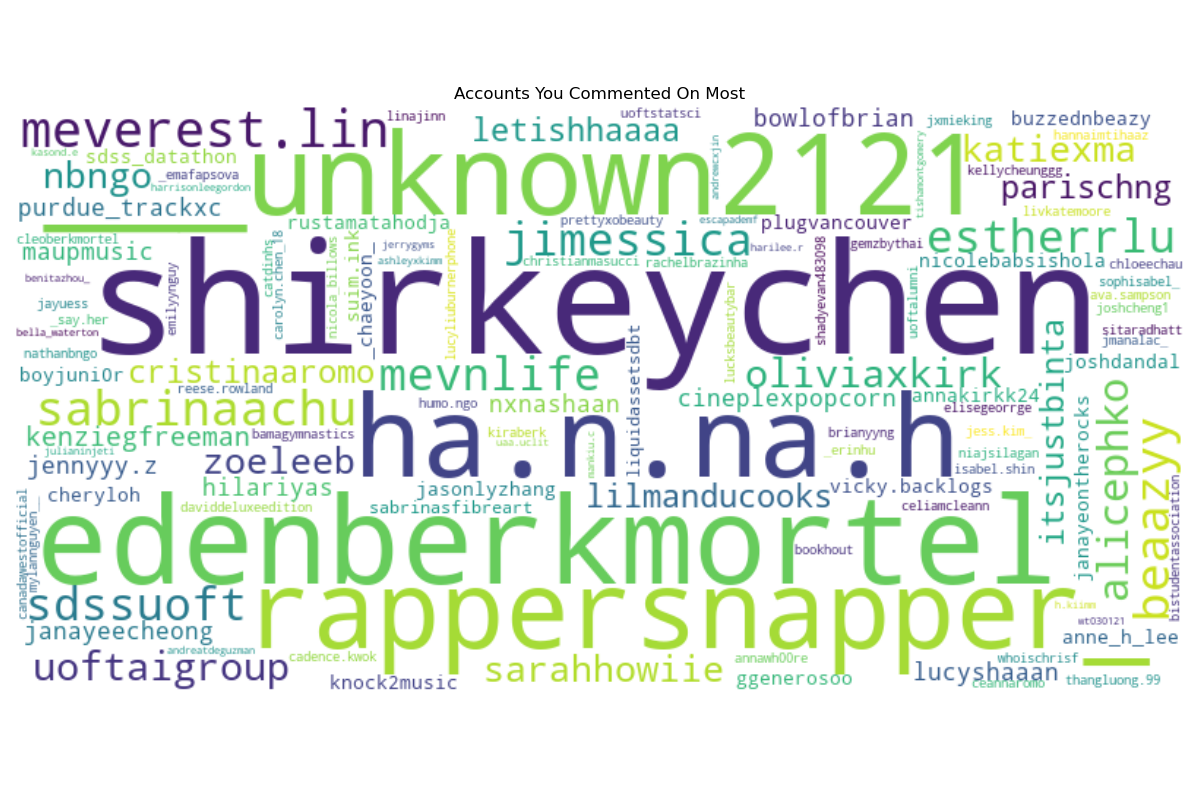 Accounts You Commented On Most
meverest.lin
linajinn
letishhaaaa
uoftstatsci
bowlofbrian
jxmieking
buzzednbeazy
hannaimtihaaz
kasond.e
sdss_datathon
_unknown2121
andrewcxjin
tishamontgomery
katiexma
nbngo
_emafapsova
harrisonleegordon
kellycheunggg
parischng
purdue_trackxc
rustamatahodja
prettyxobeauty
escapademf
plugvancouver
livkatemoore
cleoberkmortel
maupmusic
catdinhs
carolyn.chen_18
nicola_billows
suim.ink
_chaeyoon_
jerrygyms
ashleyxkimm
lucyliuburnerphone
jimessica
christianmasucci
rachelbrazinha
harilee.r
shadyevan483098
gemzbythai
estherrlu
nicolebabsishola
chloeechau
benitazhou_
emilyynguy
shirkeychen
uoftalumni
sophisabel_
ava.sampson
joshcheng1
jayuess
_say.her
bella_waterton
sitaradhatt
jmanalac_
nathanbngo
boyjuni0r
cristinaaromo
reese.rowland
mevnlife
liquidassetsdbt
lucksbeautybar
oliviaxkirk
joshdandal
itsjustbinta
sabrinaachu
humo.ngo
nxnashaan
cineplexpopcorn
annakirkk24
elisegeorrge
alicephko
kenziegfreeman
bamagymnastics
julianinjeti
ha.n.na.h
kiraberk
uaa.uclit
mankiu.c
brianyyng
_erinhu
jess.kim_
niajsilagan
isabel.shin
janayeontherocks
beaazyy
jennyyy.z
zoeleeb
cheryloh
hilariyas
jasonlyzhang
lilmanducooks
vicky.backlogs
celiamcleann
daviddeluxeedition
sabrinasfibreart
canadawestofficial
mylannguyen_
edenberkmortel
bookhout
bistudentassociation
sdssuoft
rappersnapper_
h.kiimm
wt030121
janayeecheong
andreatdeguzman
anne_h_lee
uoftaigroup
cadence.kwok
knock2music
sarahhowiie
annawh00re
ggenerosoo
lucyshaaan
whoischrisf
ceannaromo
thangluong.99